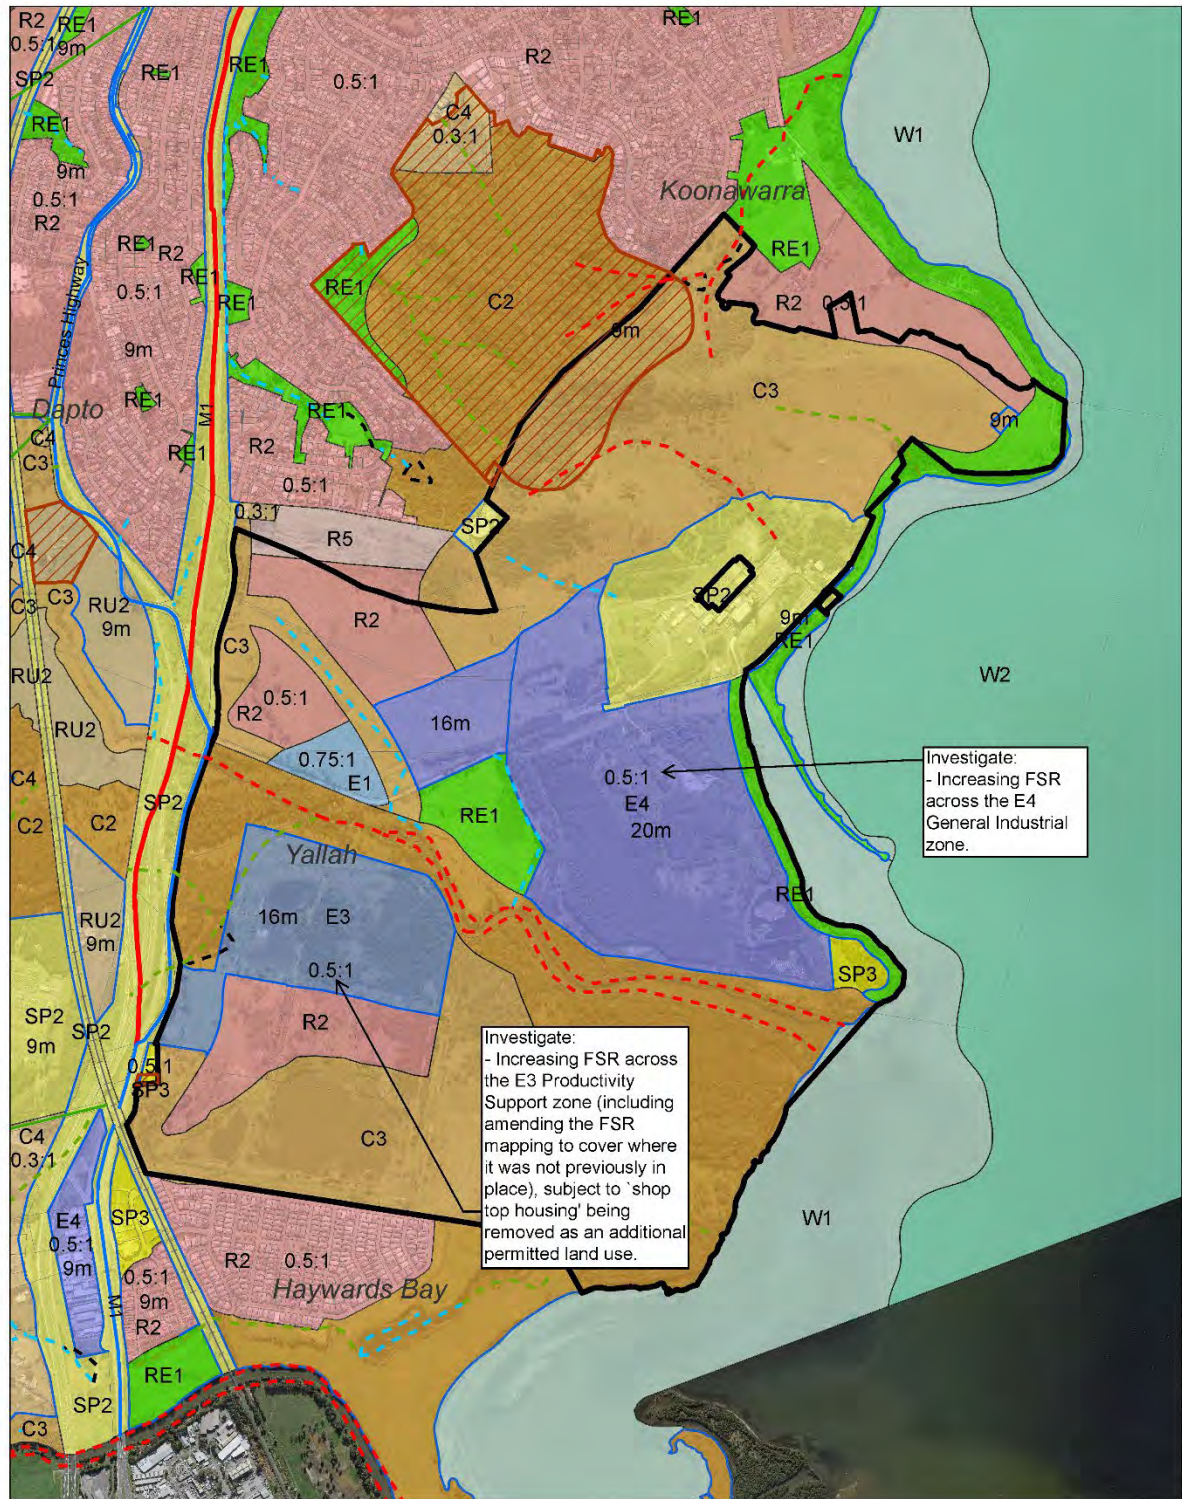 R2
RE1
0.5:1
9m
SP2
RE1
RE1
RE1
R2
0.5:1
RE1
C4
0.3:1
W1
RE1
9m
0.5:1
R2
Koonawarra
RE1
R2
RE1
RE1
0.5:1
RE1
RE1
C2
R2
0.5:1
9m
Princes Highway
9m
C3
Dapto
RE1
M1
RE1
9m
C4
C3
RE1
R2
0.5:1
0.3:1
SP2
R5
C4
C3
C3
RU2
9m
SP2
9m
RE1
R2
C3
RU2
RU2
0.5:1
R2
16m
W2
0.75:1
E1
0.5:1
E4
20m
Investigate:
- Increasing FSR
across the E4
General Industrial
zone.
C4
C2
C2
SP2
RE1
Yallah
RE1
RU2
9m
16m
E3
0.5:1
SP3
SP2
9m
SP2
R2
Investigate:
- Increasing FSR across
the E3 Productivity
Support zone (including
amending the FSR
mapping to cover where
it was not previously in
place), subject to `shop
top housing' being
removed as an additional
permitted land use.
0.5:1
SP3
C4
0.3:1
C3
E4
0.5:1
9m
SP3
W1
R2
0.5:1
0.5:1
9m
R2
M1
Haywards Bay
RE1
SP2
C3